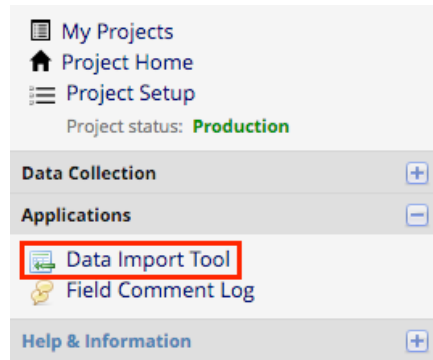 My Projects
Project Home
Project Setup
Project status: Production
Data Collection
Applications
Data Import Tool
Field Comment Log
Help & Information